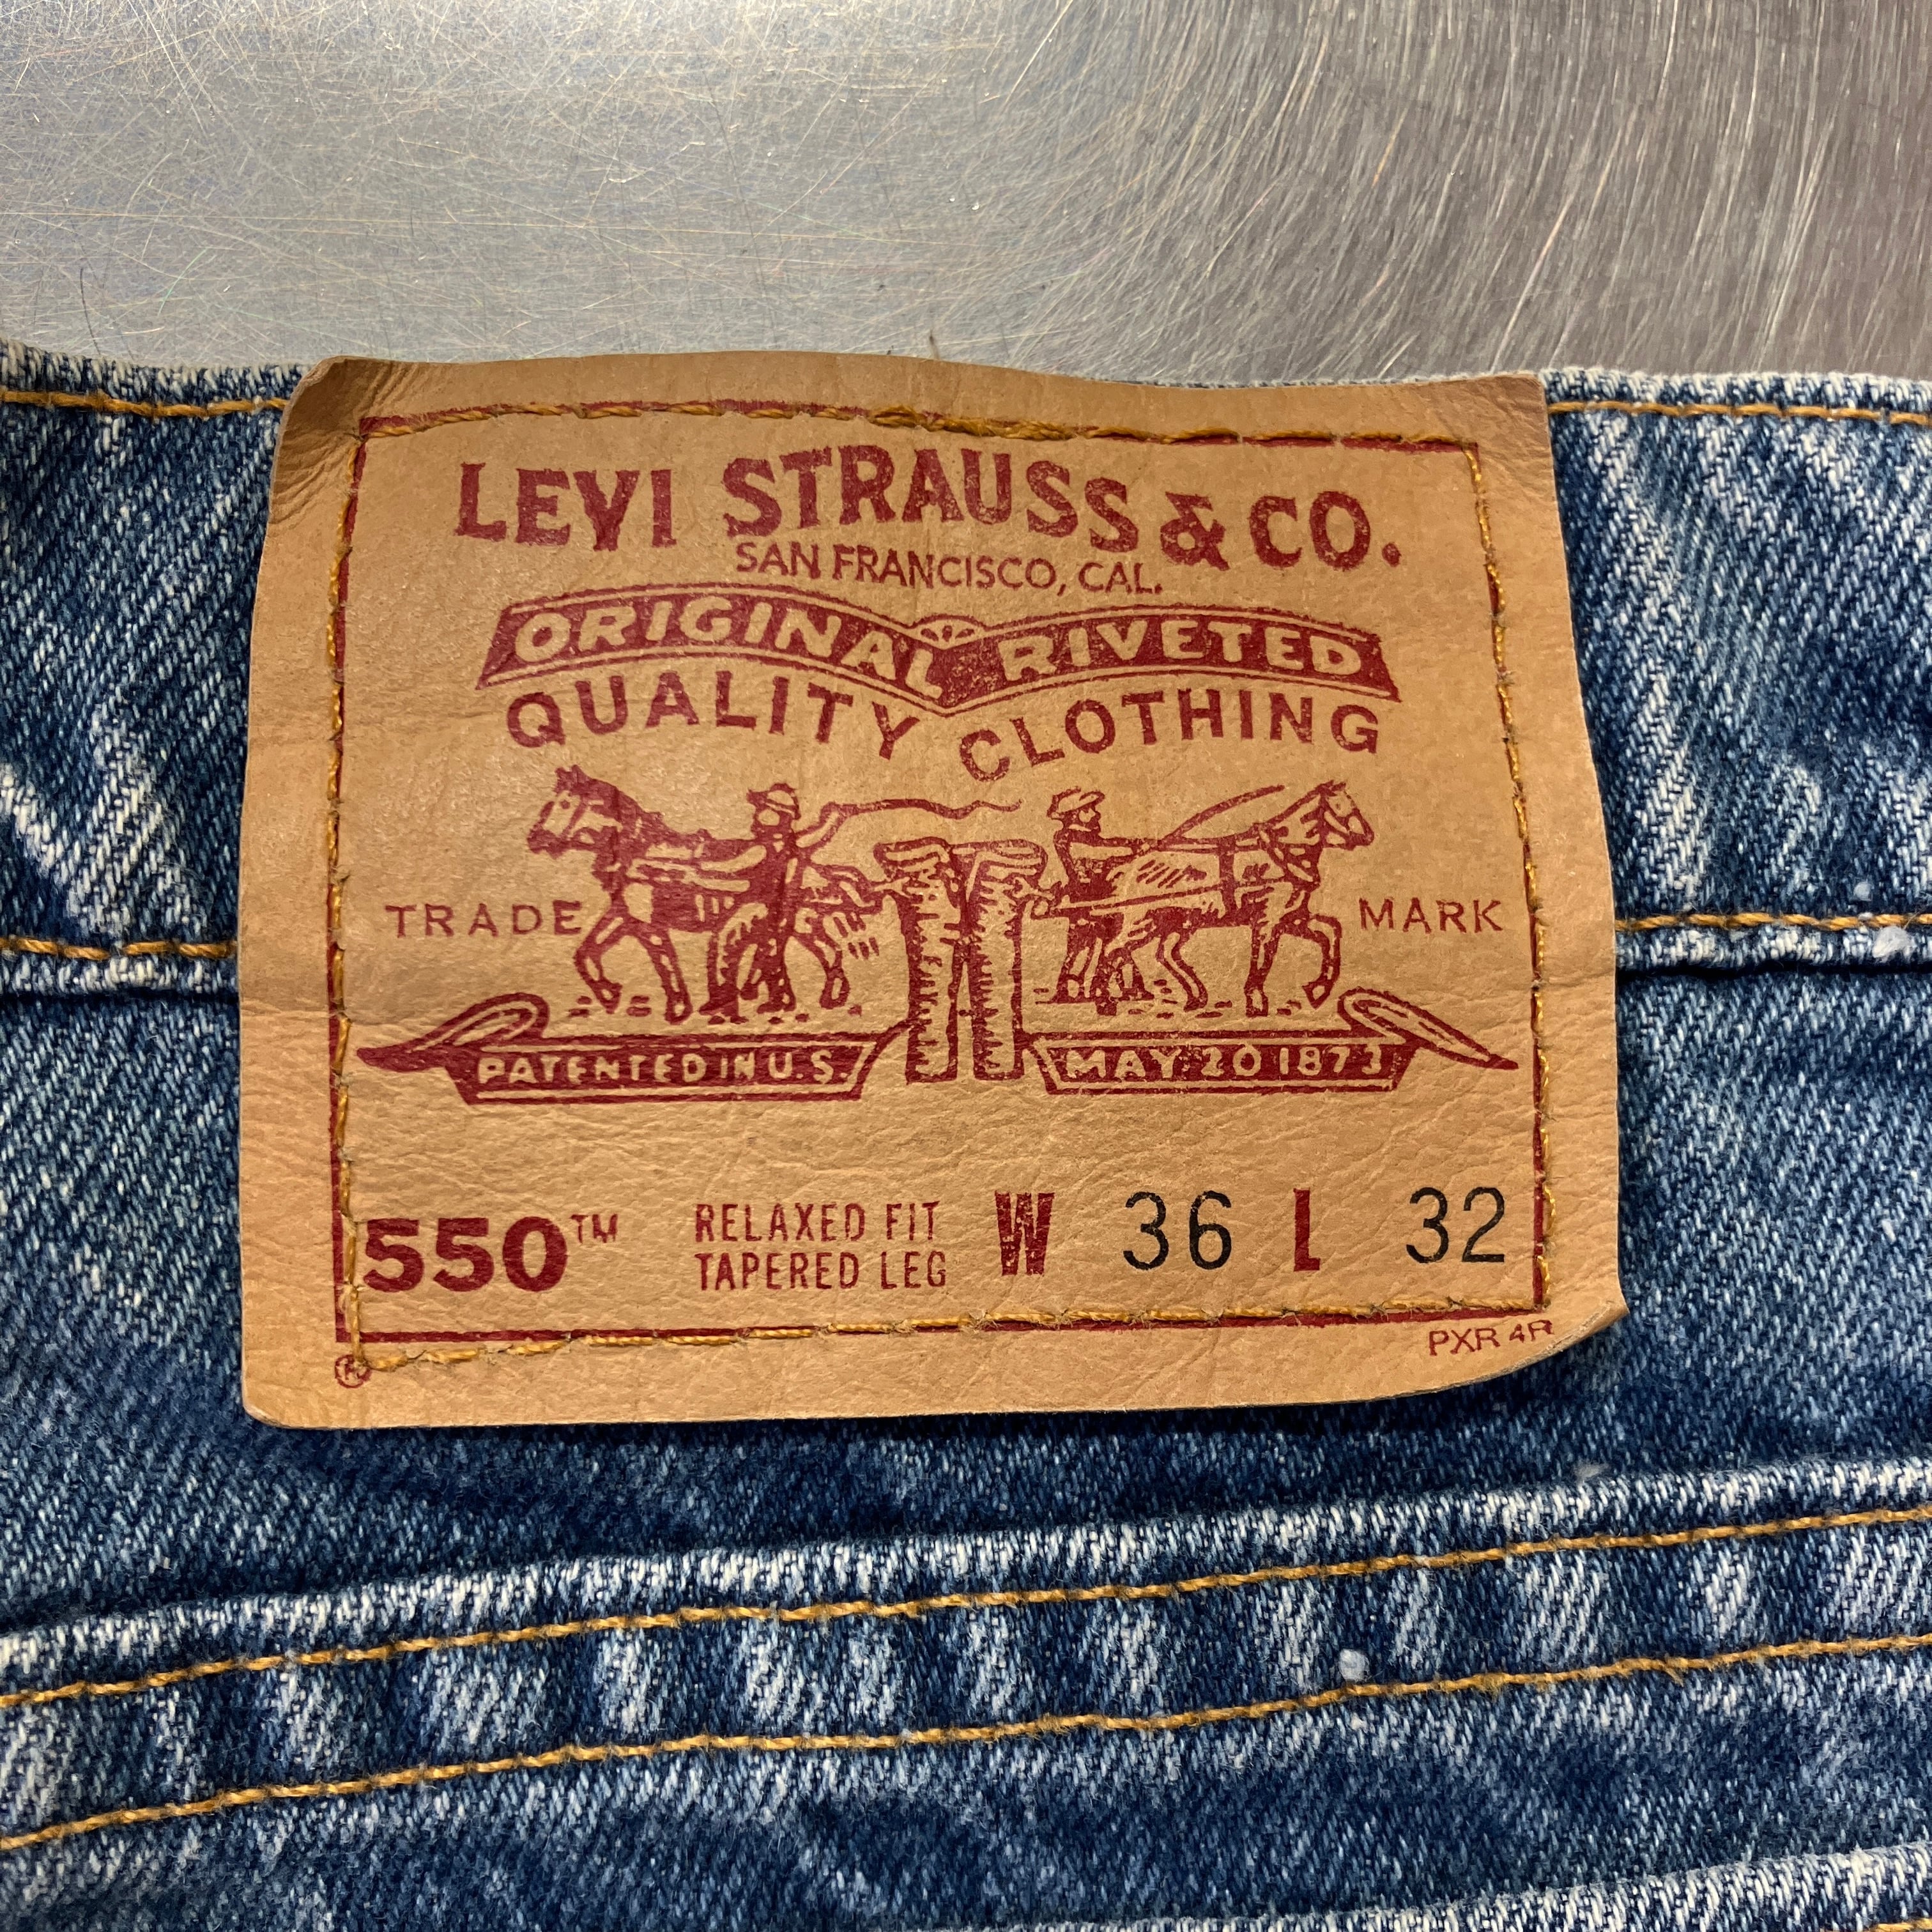 LEVI STRAUSS & CO.
SAN FRANCISCO, CAL.
ORIGINAL RIVETED
QUALITY CLOTHING
TRADE MARK
PATENTED IN U.S. MAY 20 1873
550™ RELAXED FIT W 36 L 32
TAPERED LEG
® PXR 4R